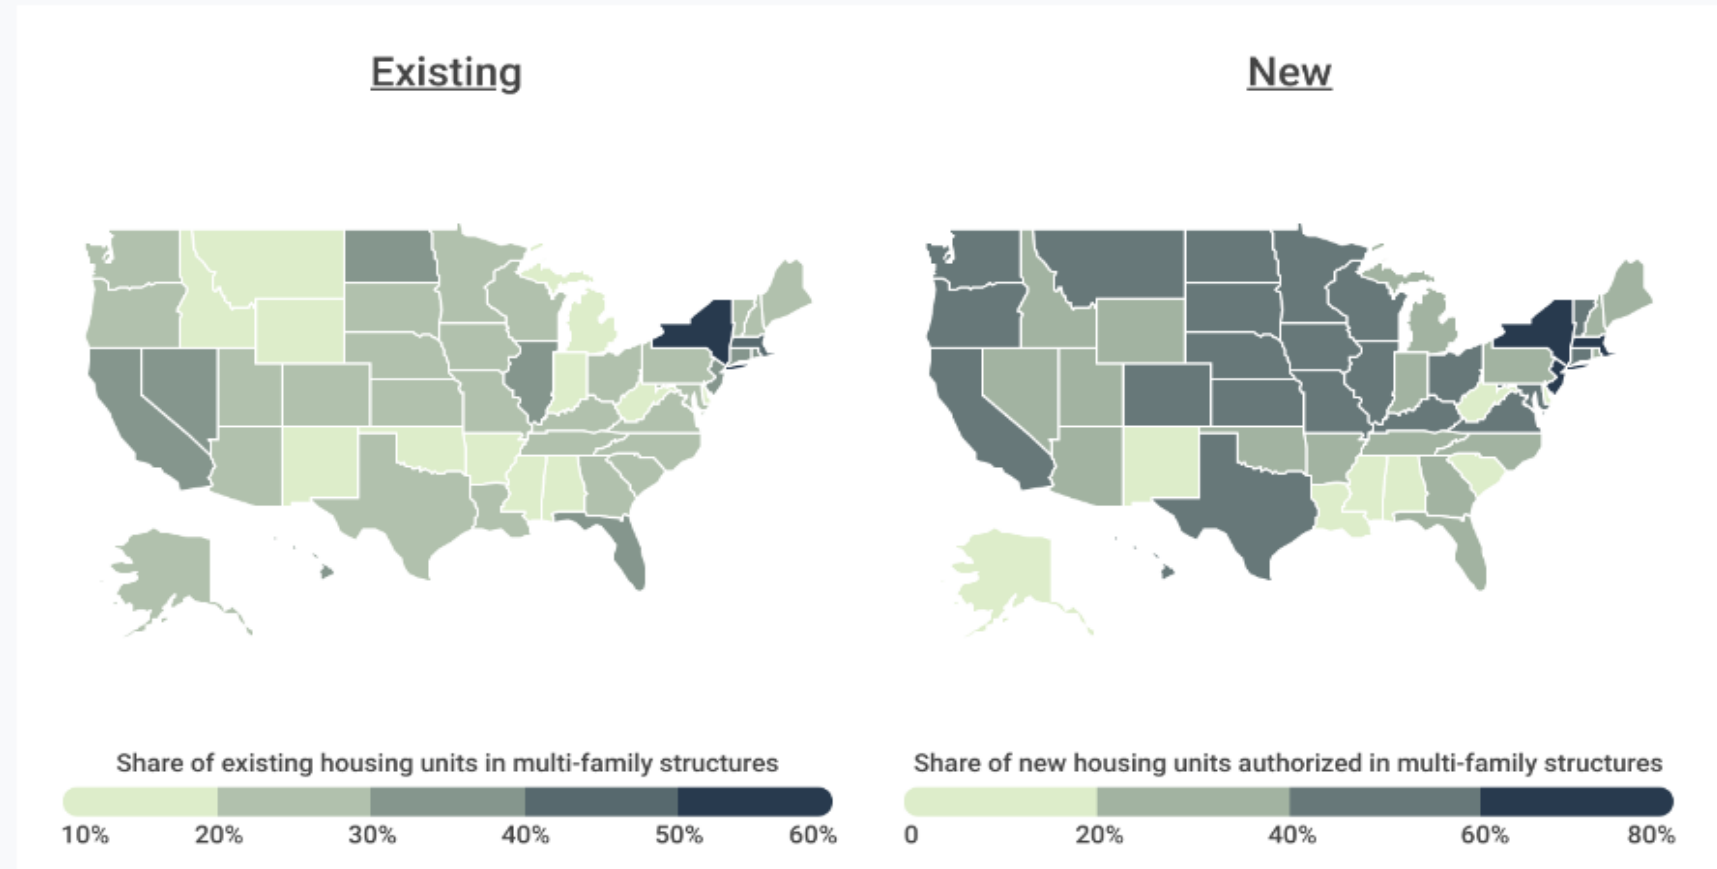 Existing
New
Share of existing housing units in multi-family structures
10% 20% 30% 40% 50% 60%
Share of new housing units authorized in multi-family structures
0 20% 40% 60% 80%